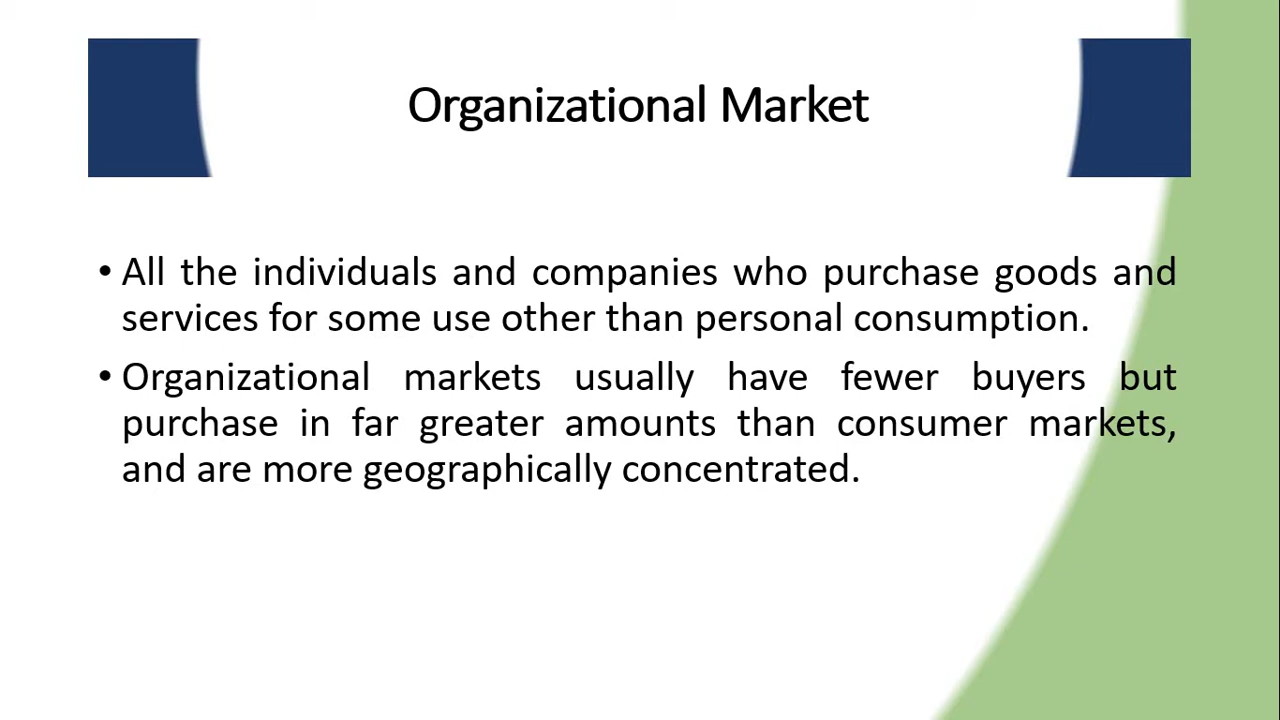 Organizational Market
• All the individuals and companies who purchase goods and
services for some use other than personal consumption.
• Organizational markets usually have fewer buyers but
purchase in far greater amounts than consumer markets,
and are more geographically concentrated.